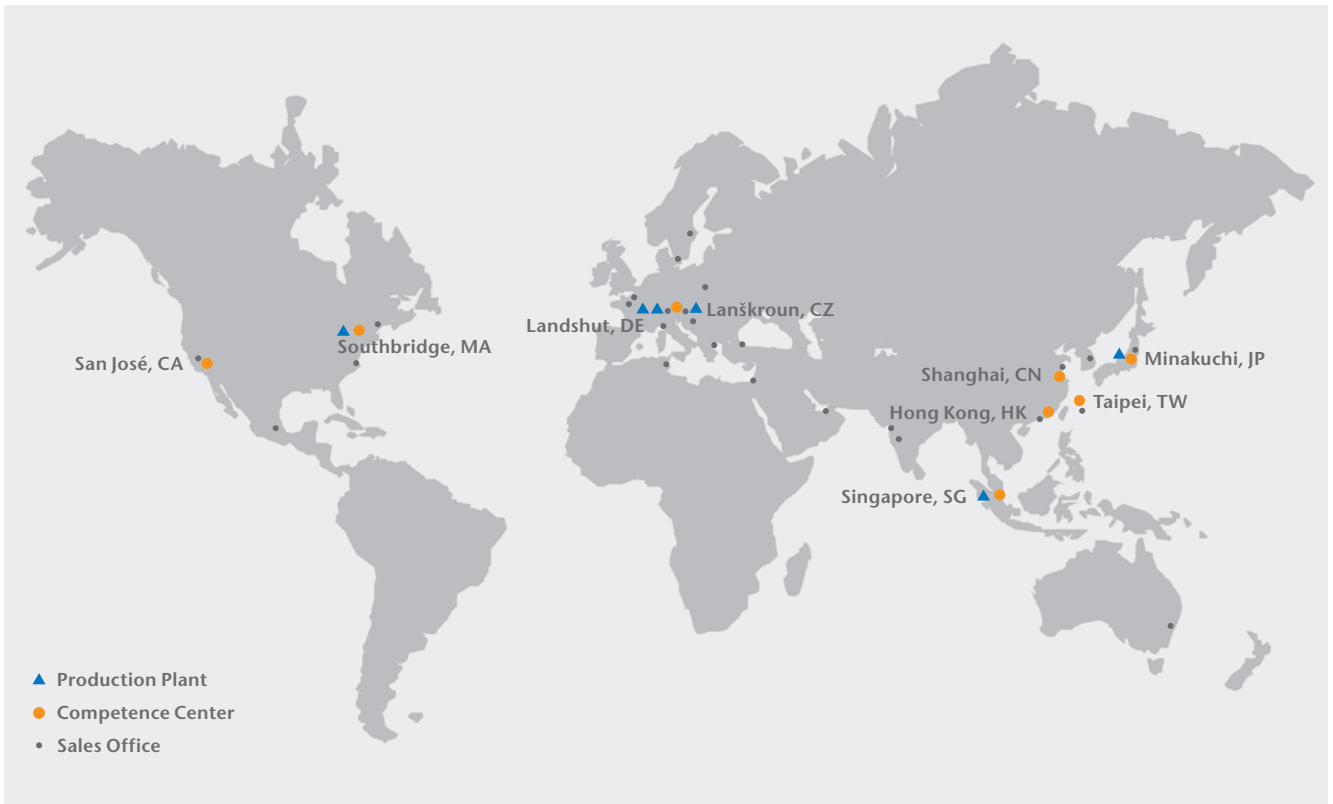 Landshut, DE
Lanškroun, CZ
Southbridge, MA
San José, CA
Minakuchi, JP
Shanghai, CN
Taipei, TW
Hong Kong, HK
Singapore, SG
Production Plant
Competence Center
Sales Office